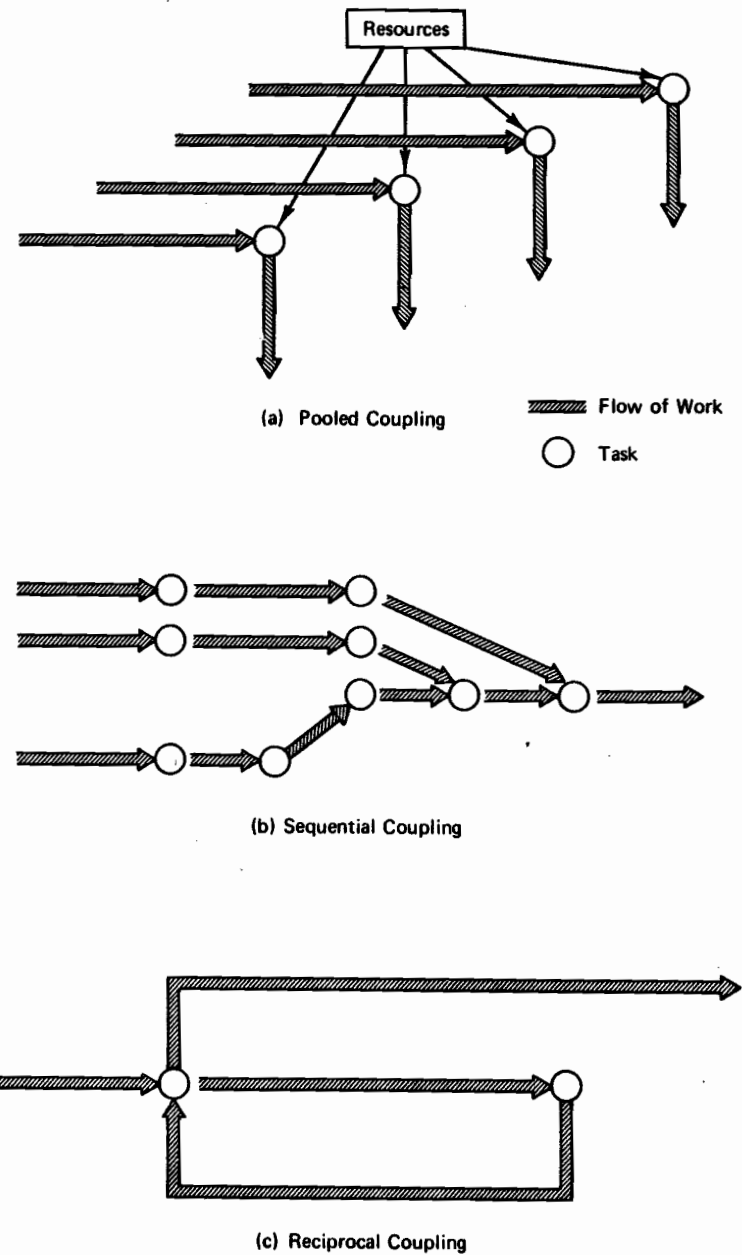 Resources
(a) Pooled Coupling
Flow of Work
Task
(b) Sequential Coupling
(c) Reciprocal Coupling